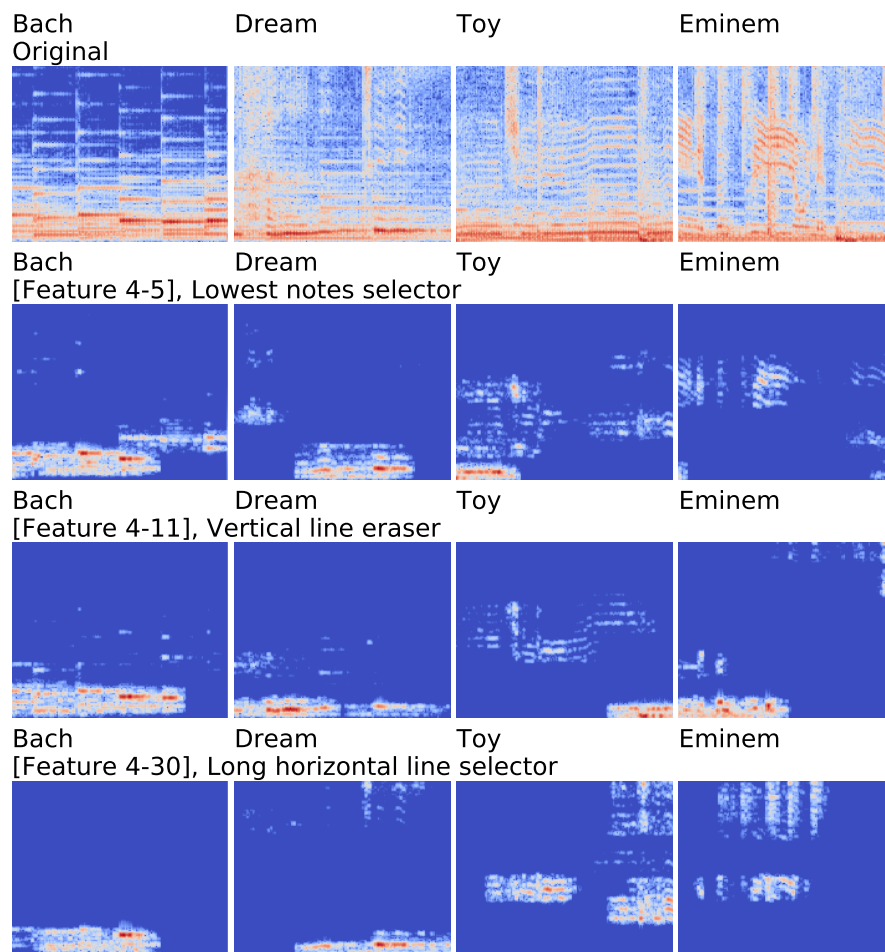 Bach Dream Toy Eminem
Original
Bach Dream Toy Eminem
[Feature 4-5], Lowest notes selector
Bach Dream Toy Eminem
[Feature 4-11], Vertical line eraser
Bach Dream Toy Eminem
[Feature 4-30], Long horizontal line selector